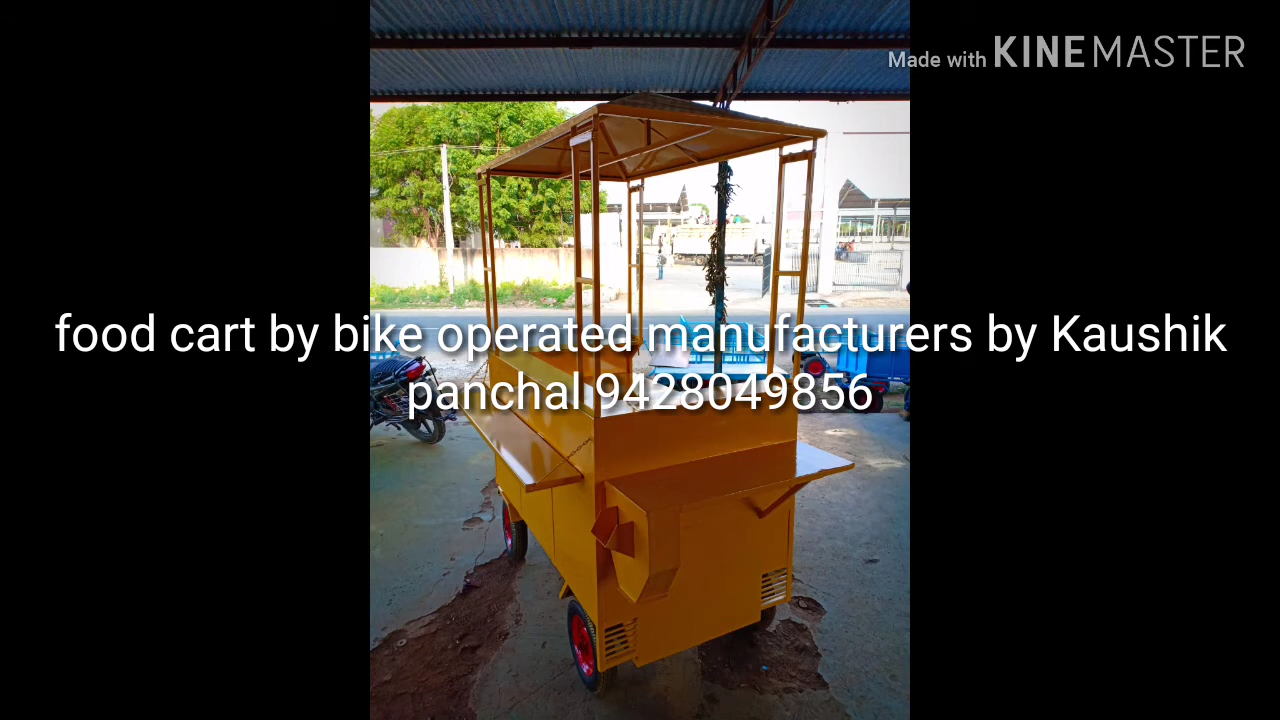 Made with KINEMASTER
food cart by bike operated manufacturers by Kaushik
panchal 9428049856